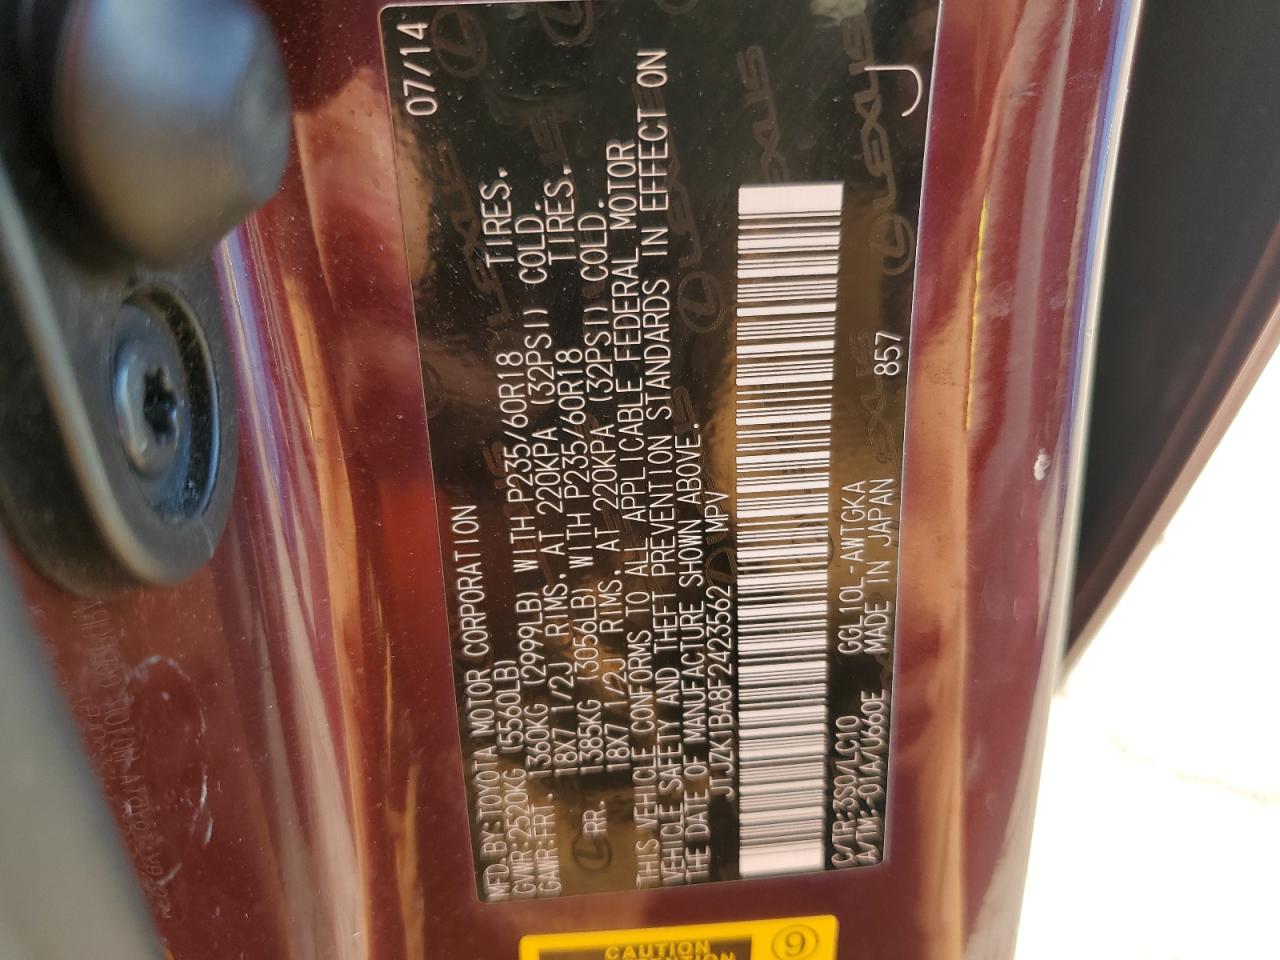 MFD. BY: TOYOTA MOTOR CORPORATION 07/14
GVWR: 2520KG (5560LB)
GAWR: FRT. 1360KG (2999LB) WITH P235/60R18 TIRES.
18X7 1/2J RIMS. AT 220KPA (32PSI) COLD.
RR. 1385KG (3056LB) WITH P235/60R18 TIRES.
18X7 1/2J RIMS. AT 220KPA (32PSI) COLD.
THIS VEHICLE CONFORMS TO ALL APPLICABLE FEDERAL MOTOR
VEHICLE SAFETY AND THEFT PREVENTION STANDARDS IN EFFECT ON
THE DATE OF MANUFACTURE SHOWN ABOVE.
JTJZK1BA8F2423562 MPV
C/TR: 3S0/LC10 GGL10L-AWTGKA
A/TM: -01A/U660E MADE IN JAPAN 857 J
LEXUS
CAUTION
9